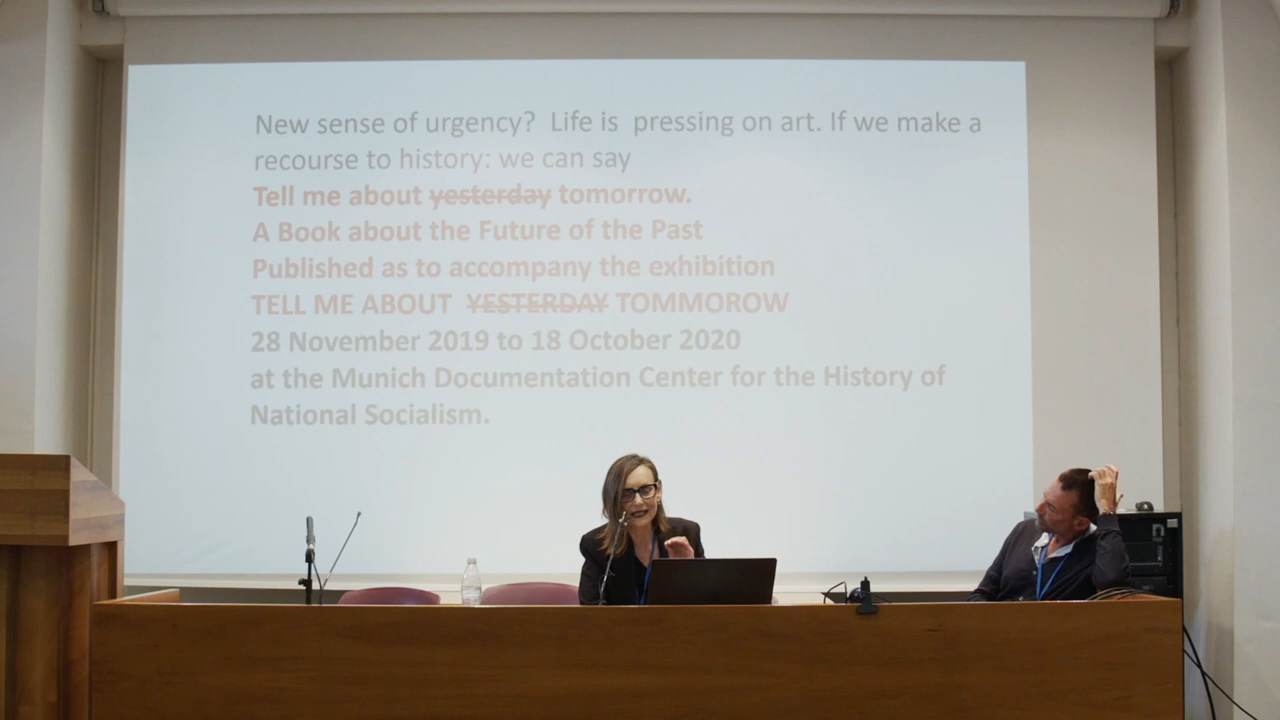 New sense of urgency? Life is pressing on art. If we make a
recourse to history: we can say
Tell me about yesterday tomorrow.
A Book about the Future of the Past
Published as to accompany the exhibition
TELL ME ABOUT YESTERDAY TOMMOROW
28 November 2019 to 18 October 2020
at the Munich Documentation Center for the History of
National Socialism.